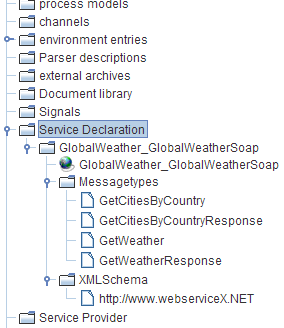 process models
channels
environment entries
Parser descriptions
external archives
Document library
Signals
Service Declaration
GlobalWeather_GlobalWeatherSoap
GlobalWeather_GlobalWeatherSoap
Messagetypes
GetCitiesByCountry
GetCitiesByCountryResponse
GetWeather
GetWeatherResponse
XMLSchema
http://www.webserviceX.NET
Service Provider